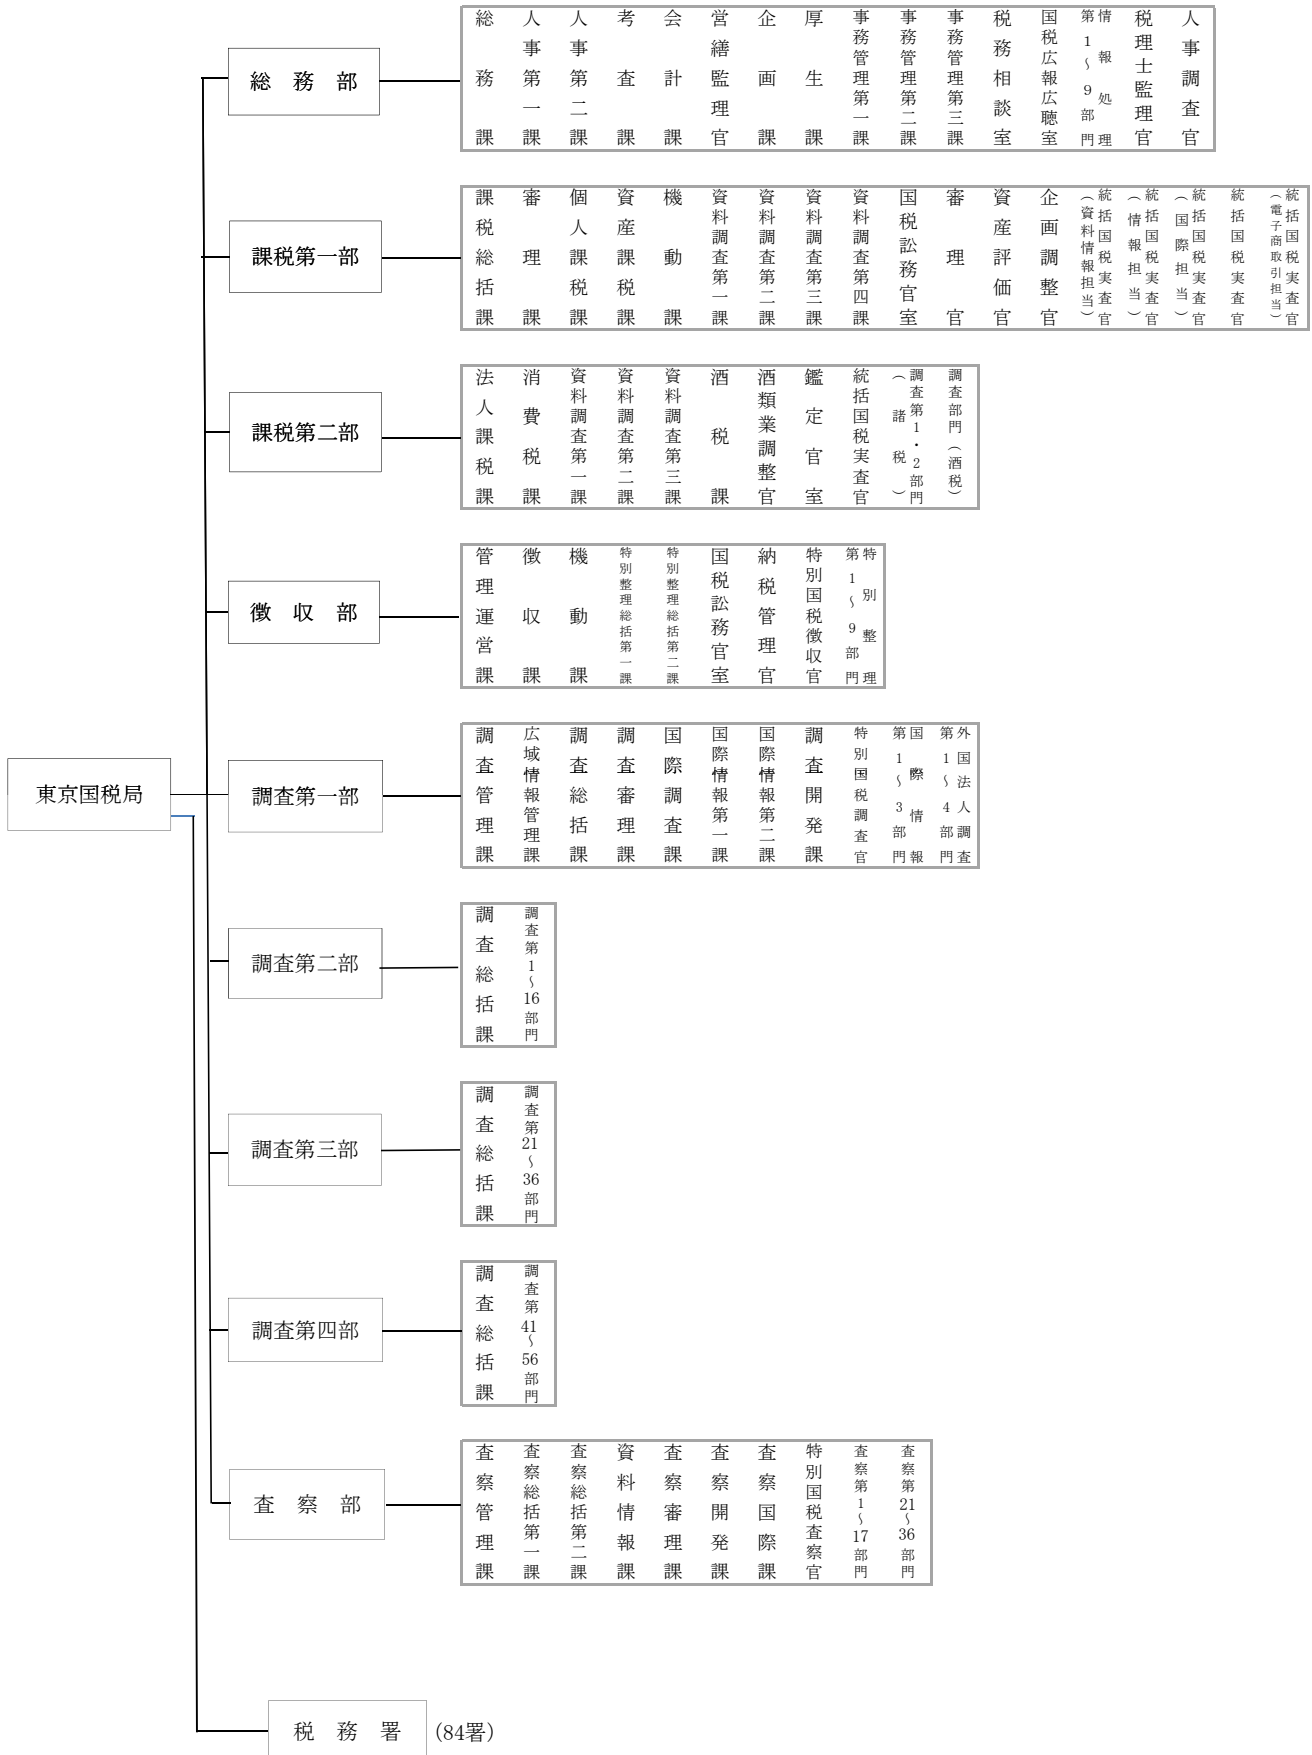 東京国税局
総務部
総務課
人事第一課
人事第二課
考査課
会計課
営繕監理官
企画課
厚生課
事務管理第一課
事務管理第二課
事務管理第三課
税務相談室
国税広報広聴室
情報処理
第1～9部門
税理士監理官
人事調査官
課税第一部
課税総括課
審理課
個人課税課
資産課税課
機動課
資料調査第一課
資料調査第二課
資料調査第三課
資料調査第四課
国税訟務官室
審理官
資産評価官
企画調整官
統括国税実査官
（資料情報担当）
統括国税実査官
（情報担当）
統括国税実査官
（国際担当）
統括国税実査官
統括国税実査官
（電子商取引担当）
課税第二部
法人課税課
消費税課
資料調査第一課
資料調査第二課
資料調査第三課
酒税課
酒類業調整官
鑑定官室
統括国税実査官
調査第1・2部門
（諸税）
調査部門（酒税）
徴収部
管理運営課
徴収課
機動課
特別整理総括第一課
特別整理総括第二課
国税訟務官室
納税管理官
特別国税徴収官
特別整理
第1～9部門
調査第一部
調査管理課
広域情報管理課
調査総括課
調査審理課
国際調査課
国際情報第一課
国際情報第二課
調査開発課
特別国税調査官
国際情報
第1～3部門
外国法人調査
第1～4部門
調査第二部
調査総括課
調査第1～16部門
調査第三部
調査総括課
調査第21～36部門
調査第四部
調査総括課
調査第41～56部門
査察部
査察管理課
査察総括第一課
査察総括第二課
資料情報課
査察審理課
査察開発課
査察国際課
特別国税査察官
査察第1～17部門
査察第21～36部門
税務署 (84署)